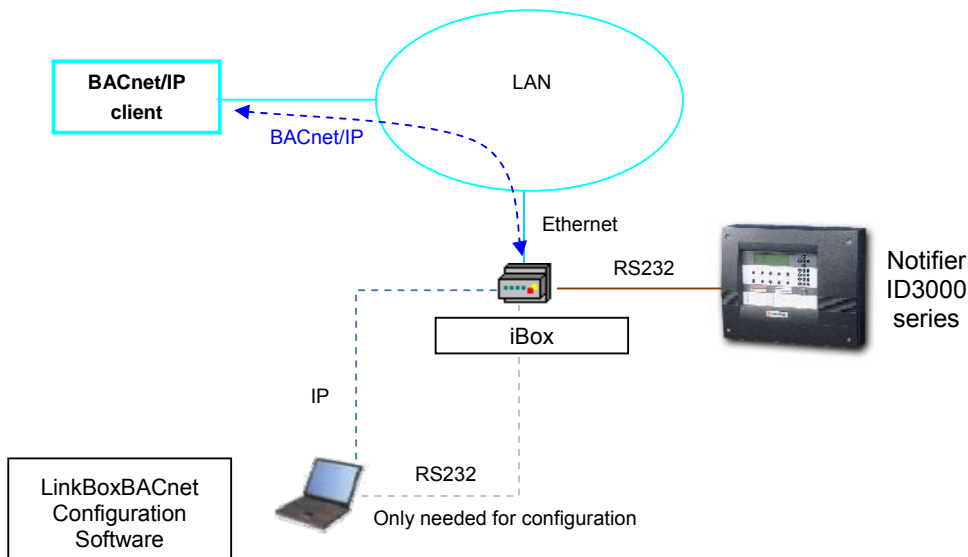 BACnet/IP
client
LAN
BACnet/IP
Ethernet
RS232
Notifier
ID3000
series
iBox
IP
LinkBoxBACnet
Configuration
Software
RS232
Only needed for configuration